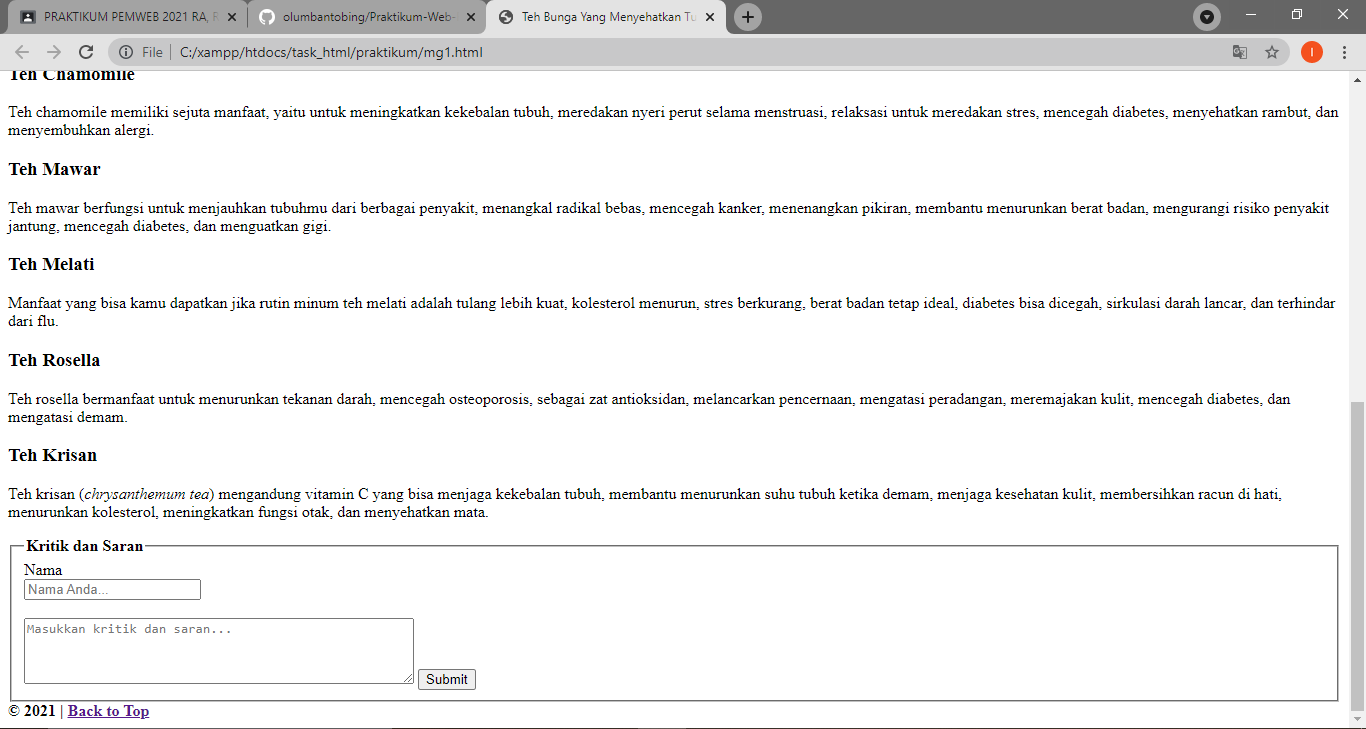 PRAKTIKUM PEMWEB 2021 RA, R
olumbantobing/Praktikum-Web-
Teh Bunga Yang Menyehatkan Tu
File | C:/xampp/htdocs/task_html/praktikum/mg1.html
I
Teh Chamomile
Teh chamomile memiliki sejuta manfaat, yaitu untuk meningkatkan kekebalan tubuh, meredakan nyeri perut selama menstruasi, relaksasi untuk meredakan stres, mencegah diabetes, menyehatkan rambut, dan
menyembuhkan alergi.
Teh Mawar
Teh mawar berfungsi untuk menjauhkan tubuhmu dari berbagai penyakit, menangkal radikal bebas, mencegah kanker, menenangkan pikiran, membantu menurunkan berat badan, mengurangi risiko penyakit
jantung, mencegah diabetes, dan menguatkan gigi.
Teh Melati
Manfaat yang bisa kamu dapatkan jika rutin minum teh melati adalah tulang lebih kuat, kolesterol menurun, stres berkurang, berat badan tetap ideal, diabetes bisa dicegah, sirkulasi darah lancar, dan terhindar
dari flu.
Teh Rosella
Teh rosella bermanfaat untuk menurunkan tekanan darah, mencegah osteoporosis, sebagai zat antioksidan, melancarkan pencernaan, mengatasi peradangan, meremajakan kulit, mencegah diabetes, dan
mengatasi demam.
Teh Krisan
Teh krisan (chrysanthemum tea) mengandung vitamin C yang bisa menjaga kekebalan tubuh, membantu menurunkan suhu tubuh ketika demam, menjaga kesehatan kulit, membersihkan racun di hati,
menurunkan kolesterol, meningkatkan fungsi otak, dan menyehatkan mata.
Kritik dan Saran
Nama
Nama Anda...
Masukkan kritik dan saran...
Submit
© 2021 | Back to Top